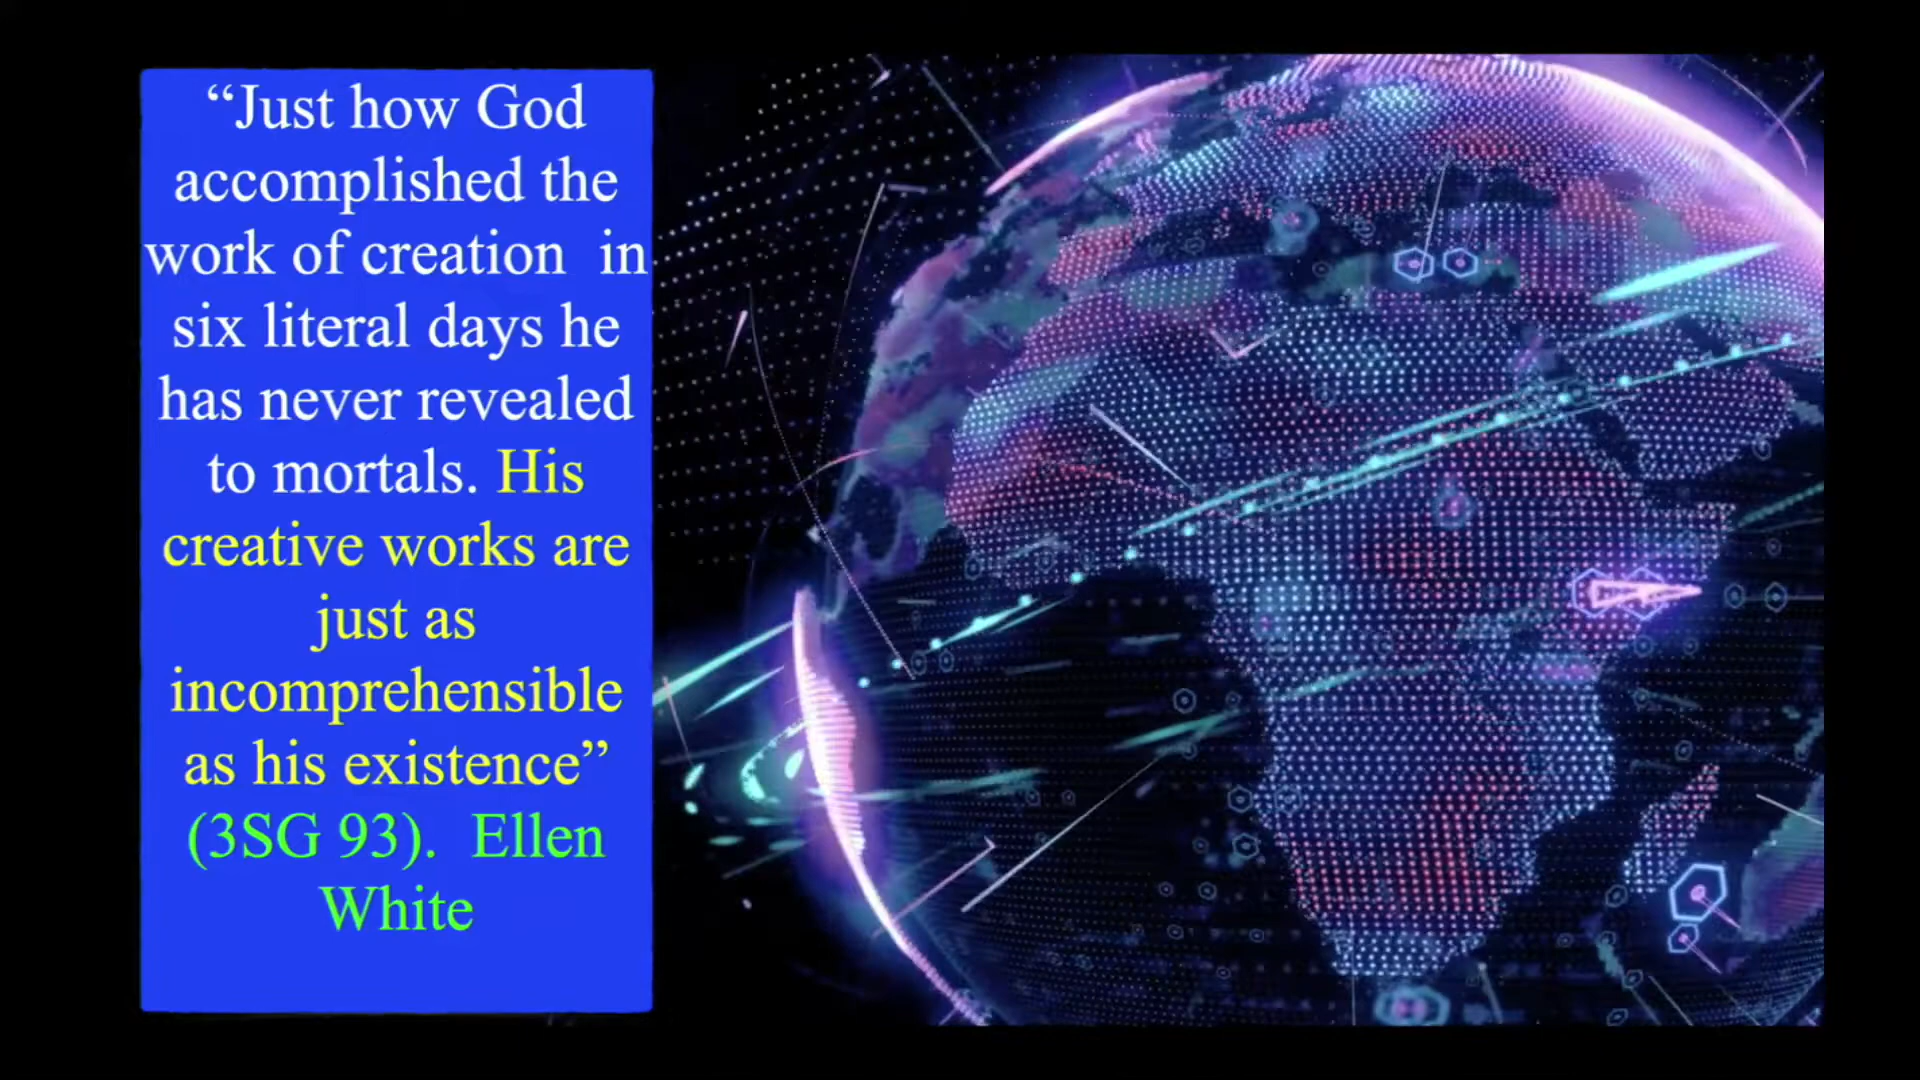 “Just how God
accomplished the
work of creation  in
six literal days he
has never revealed
to mortals. His
creative works are
just as
incomprehensible
as his existence”
(3SG 93).  Ellen
White